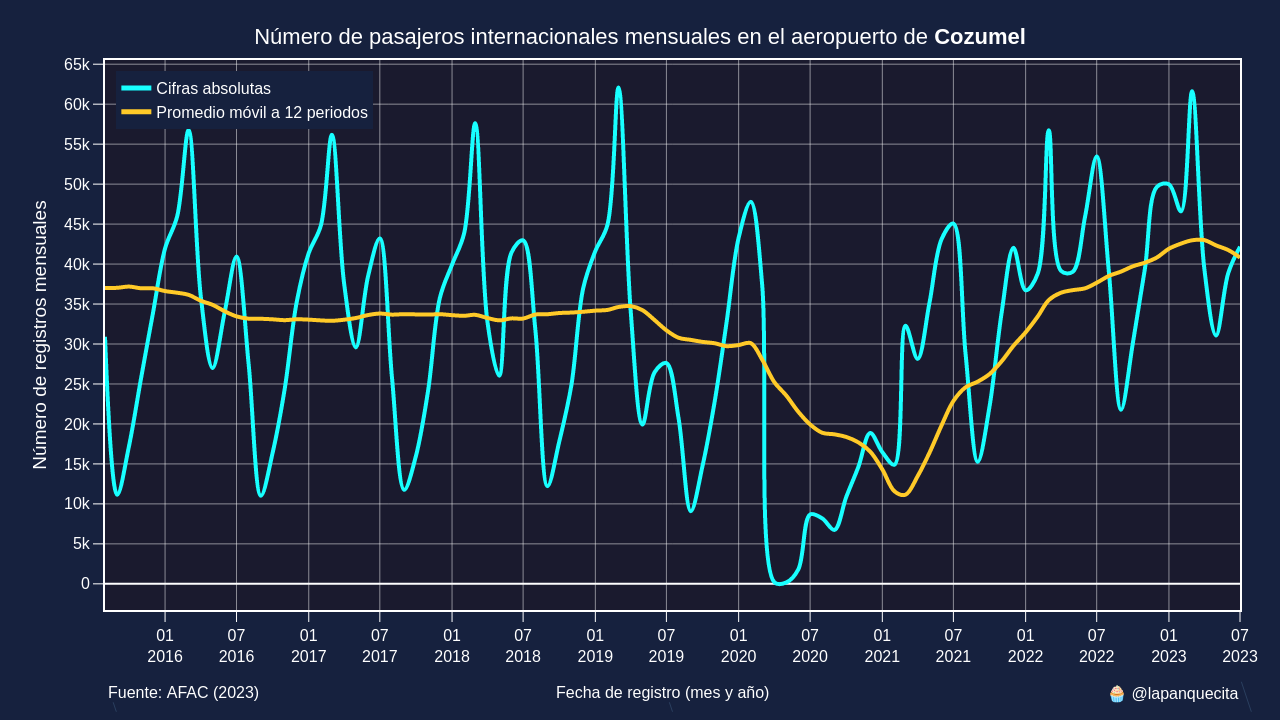 Número de pasajeros internacionales mensuales en el aeropuerto de Cozumel
65k
60k
55k
50k
45k
40k
35k
30k
25k
20k
15k
10k
5k
0
Número de registros mensuales
Cifras absolutas
Promedio móvil a 12 periodos
01 07 01 07 01 07 01 07 01 07 01 07 01 07 01 07
2016 2016 2017 2017 2018 2018 2019 2019 2020 2020 2021 2021 2022 2022 2023 2023
Fuente: AFAC (2023)
Fecha de registro (mes y año)
🧁 @lapanquecita